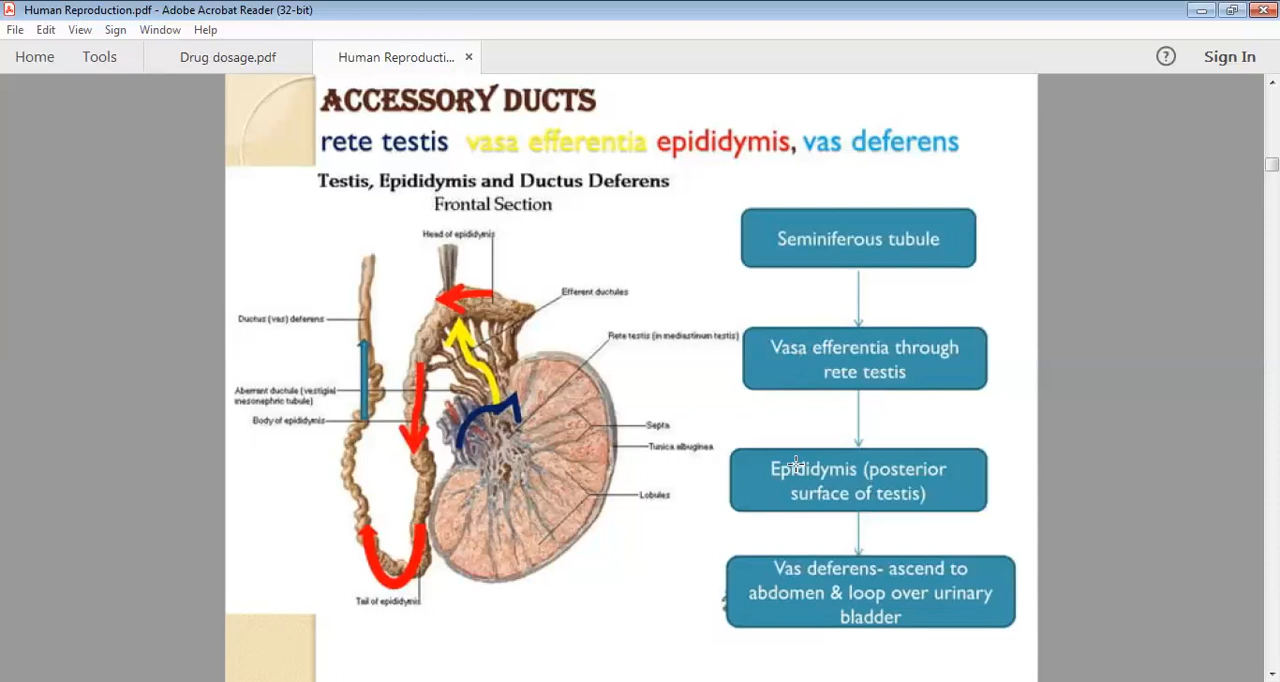 Human Reproduction.pdf - Adobe Acrobat Reader (32-bit)
File Edit View Sign Window Help
Home Tools Drug dosage.pdf Human Reproducti... × ? Sign In
ACCESSORY DUCTS
rete testis vasa efferentia epididymis, vas deferens
Testis, Epididymis and Ductus Deferens
Frontal Section
Head of epididymis
Efferent ductules
Ductus (vas) deferens
Rete testis (in mediastinum testis)
Aberrant ductule (vestigial
mesonephric tubule)
Body of epididymis
Septa
Tunica albuginea
Lobules
Tail of epididymis
Seminiferous tubule
Vasa efferentia through
rete testis
Epididymis (posterior
surface of testis)
Vas deferens- ascend to
abdomen & loop over urinary
bladder